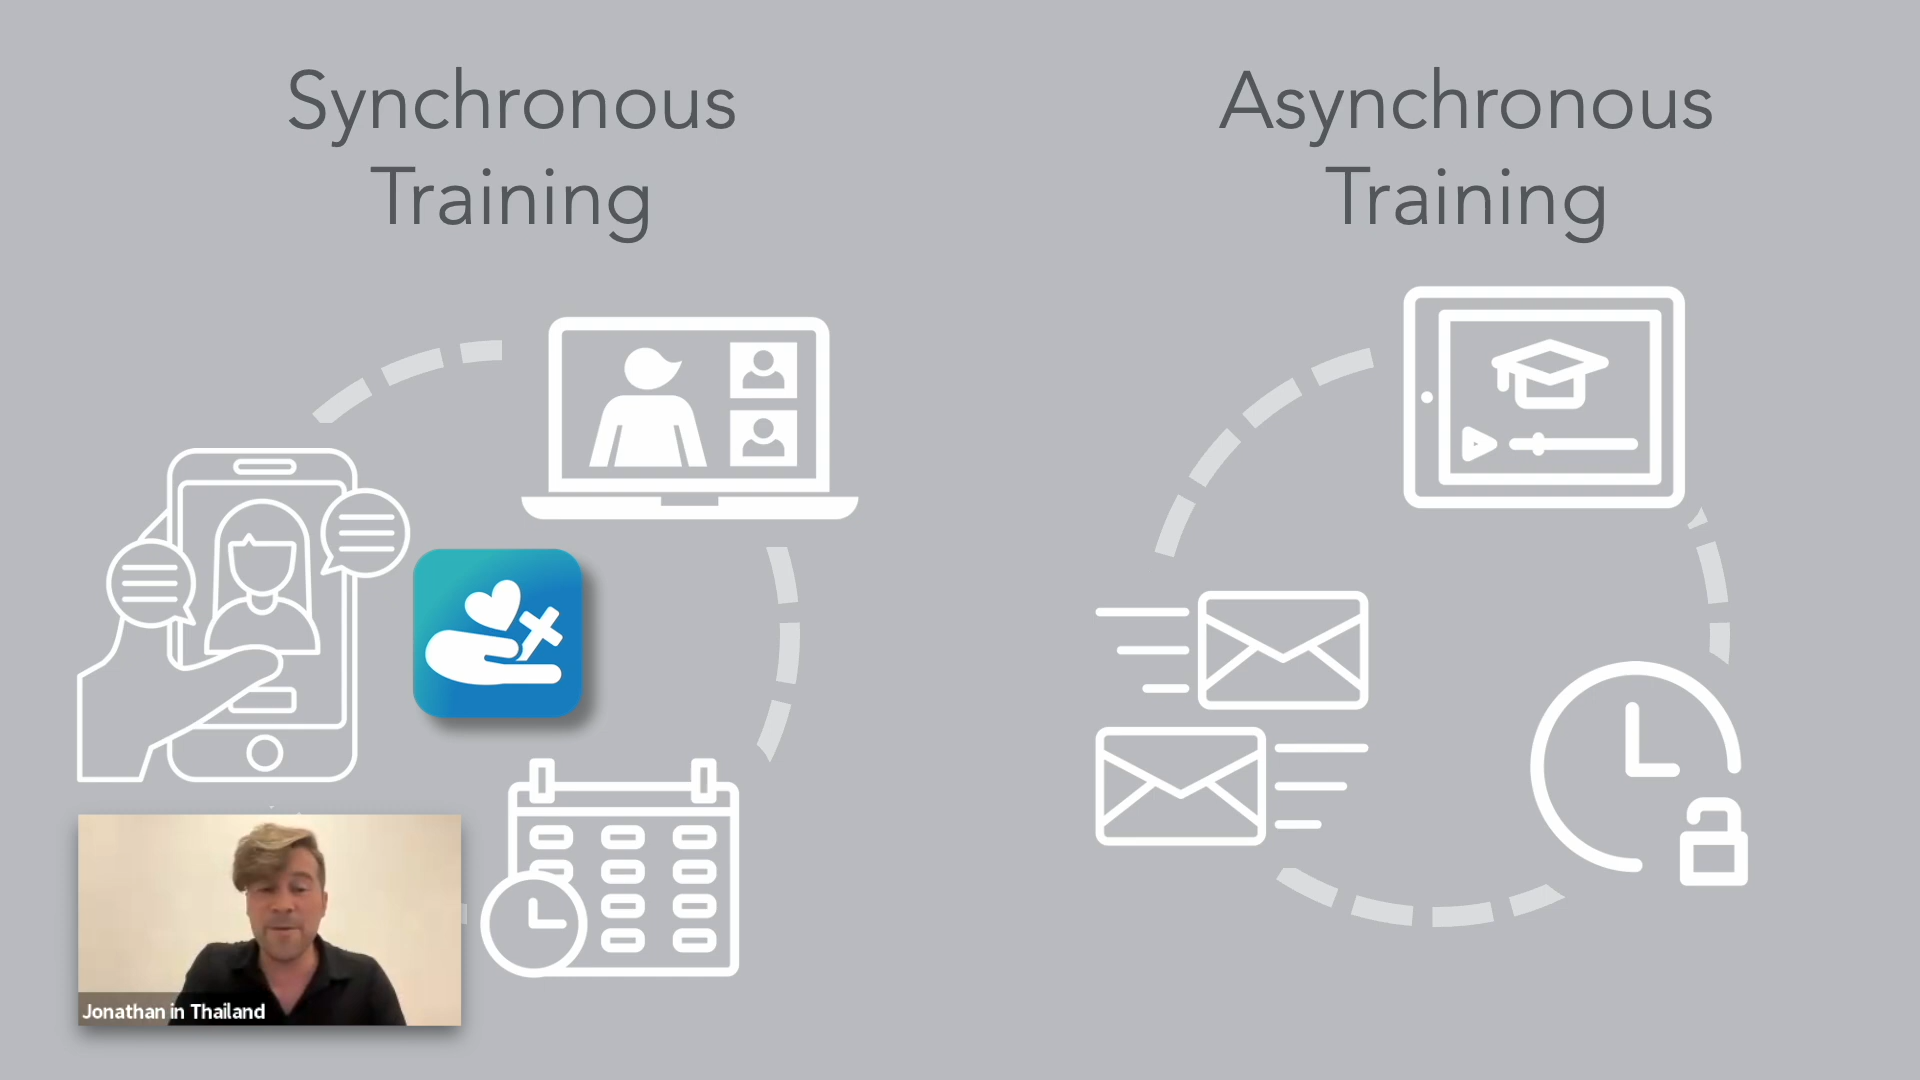 Synchronous
Training
Asynchronous
Training
Jonathan in Thailand